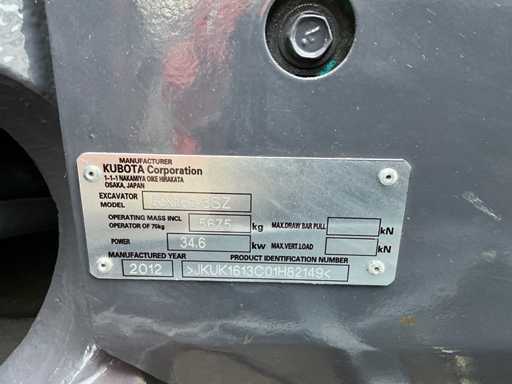 MANUFACTURER
KUBOTA Corporation
1-1-1 NAKAMIYA OIKE HIRAKATA
OSAKA, JAPAN
EXCAVATOR
MODEL
OPERATING MASS INCL
OPERATOR OF 75kg 5675 kg MAX.DRAW BAR PULL kN
POWER 34.6 kw MAX.VERT.LOAD kN
MANUFACTURED YEAR PRODUCT IDENTIFICATION NUMBER
2012 >JKUK1613C01H82149<